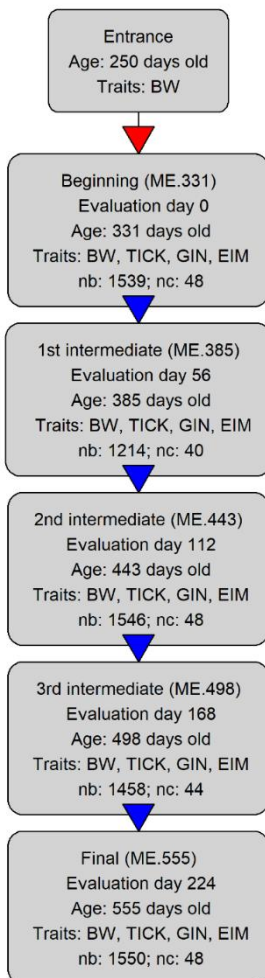 Entrance
Age: 250 days old
Traits: BW
Beginning (ME.331)
Evaluation day 0
Age: 331 days old
Traits: BW, TICK, GIN, EIM
nb: 1539; nc: 48
1st intermediate (ME.385)
Evaluation day 56
Age: 385 days old
Traits: BW, TICK, GIN, EIM
nb: 1214; nc: 40
2nd intermediate (ME.443)
Evaluation day 112
Age: 443 days old
Traits: BW, TICK, GIN, EIM
nb: 1546; nc: 48
3rd intermediate (ME.498)
Evaluation day 168
Age: 498 days old
Traits: BW, TICK, GIN, EIM
nb: 1458; nc: 44
Final (ME.555)
Evaluation day 224
Age: 555 days old
Traits: BW, TICK, GIN, EIM
nb: 1550; nc: 48